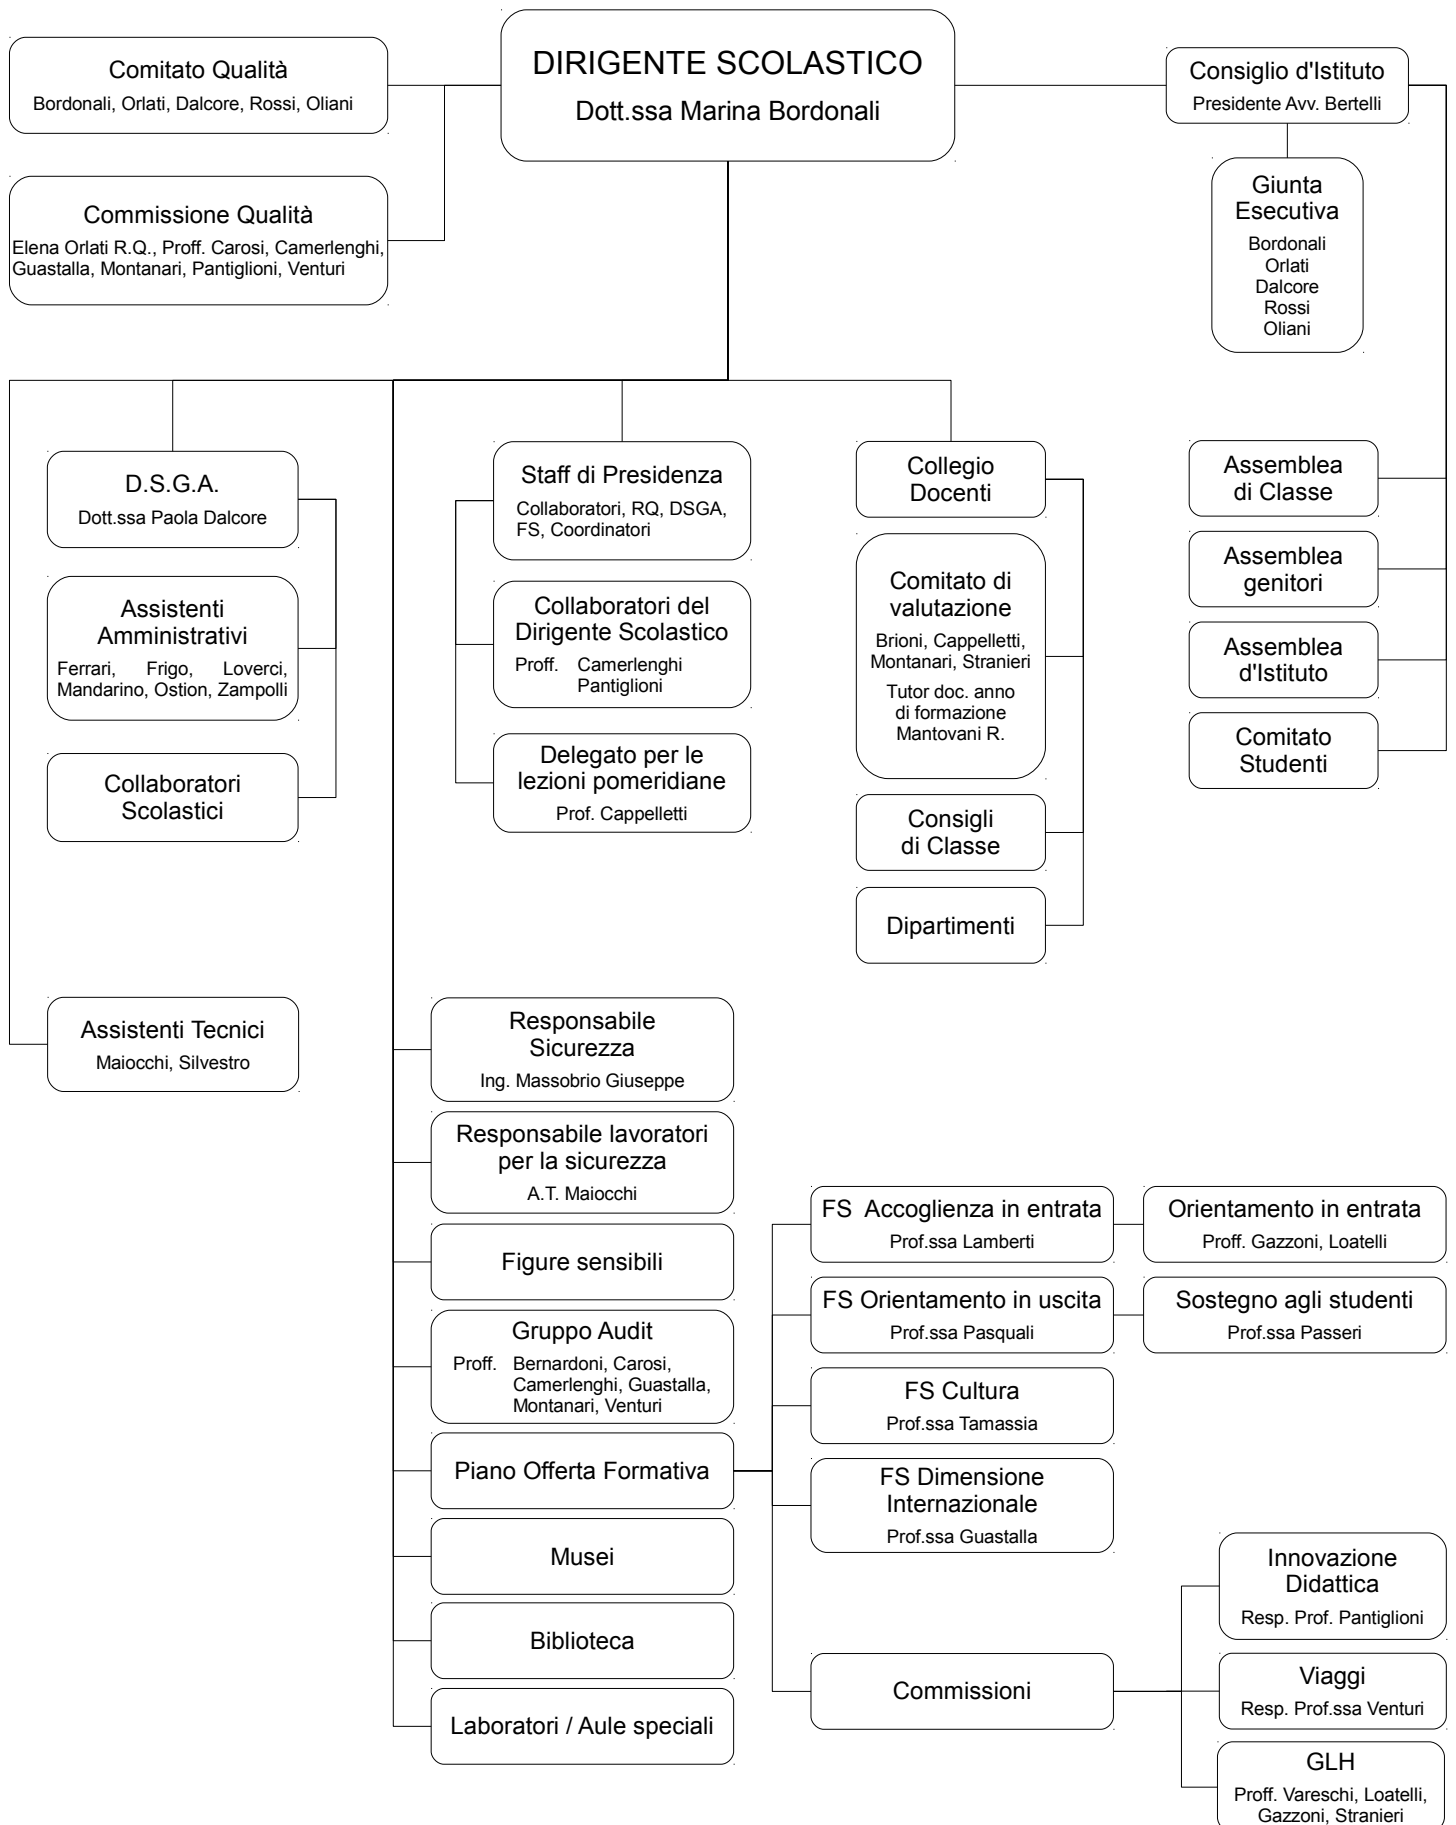 DIRIGENTE SCOLASTICO
Dott.ssa Marina Bordonali
Comitato Qualità
Bordonali, Orlati, Dalcore, Rossi, Oliani
Commissione Qualità
Elena Orlati R.Q., Proff. Carosi, Camerlenghi,
Guastalla, Montanari, Pantiglioni, Venturi
Consiglio d'Istituto
Presidente Avv. Bertelli
Giunta
Esecutiva
Bordonali
Orlati
Dalcore
Rossi
Oliani
D.S.G.A.
Dott.ssa Paola Dalcore
Assistenti
Amministrativi
Ferrari, Frigo, Loverci,
Mandarino, Ostion, Zampolli
Collaboratori
Scolastici
Assistenti Tecnici
Maiocchi, Silvestro
Staff di Presidenza
Collaboratori, RQ, DSGA,
FS, Coordinatori
Collaboratori del
Dirigente Scolastico
Proff. Camerlenghi
Pantiglioni
Delegato per le
lezioni pomeridiane
Prof. Cappelletti
Collegio
Docenti
Comitato di
valutazione
Brioni, Cappelletti,
Montanari, Stranieri
Tutor doc. anno
di formazione
Mantovani R.
Consigli
di Classe
Dipartimenti
Assemblea
di Classe
Assemblea
genitori
Assemblea
d'Istituto
Comitato
Studenti
Responsabile
Sicurezza
Ing. Massobrio Giuseppe
Responsabile lavoratori
per la sicurezza
A.T. Maiocchi
Figure sensibili
Gruppo Audit
Proff. Bernardoni, Carosi,
Camerlenghi, Guastalla,
Montanari, Venturi
Piano Offerta Formativa
Musei
Biblioteca
Laboratori / Aule speciali
FS Accoglienza in entrata
Prof.ssa Lamberti
Orientamento in entrata
Proff. Gazzoni, Loatelli
FS Orientamento in uscita
Prof.ssa Pasquali
Sostegno agli studenti
Prof.ssa Passeri
FS Cultura
Prof.ssa Tamassia
FS Dimensione
Internazionale
Prof.ssa Guastalla
Commissioni
Innovazione
Didattica
Resp. Prof. Pantiglioni
Viaggi
Resp. Prof.ssa Venturi
GLH
Proff. Vareschi, Loatelli,
Gazzoni, Stranieri